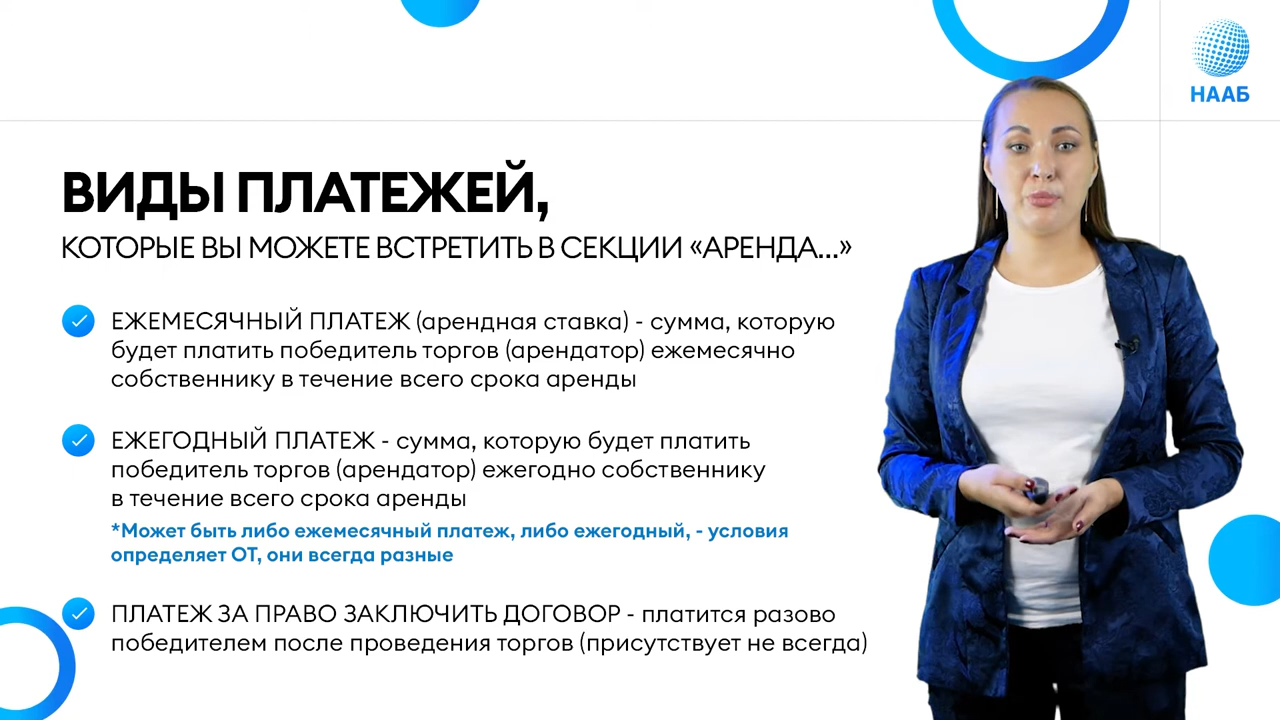 НААБ
ВИДЫ ПЛАТЕЖЕЙ,
КОТОРЫЕ ВЫ МОЖЕТЕ ВСТРЕТИТЬ В СЕКЦИИ «АРЕНДА...»
ЕЖЕМЕСЯЧНЫЙ ПЛАТЕЖ (арендная ставка) - сумма, которую
будет платить победитель торгов (арендатор) ежемесячно
собственнику в течение всего срока аренды
ЕЖЕГОДНЫЙ ПЛАТЕЖ - сумма, которую будет платить
победитель торгов (арендатор) ежегодно собственнику
в течение всего срока аренды
*Может быть либо ежемесячный платеж, либо ежегодный, - условия
определяет ОТ, они всегда разные
ПЛАТЕЖ ЗА ПРАВО ЗАКЛЮЧИТЬ ДОГОВОР - платится разово
победителем после проведения торгов (присутствует не всегда)